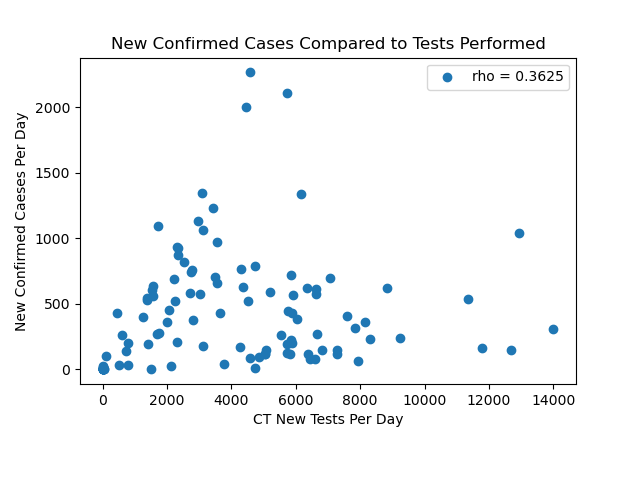 New Confirmed Cases Compared to Tests Performed
rho = 0.3625
New Confirmed Caeses Per Day
2000
1500
1000
500
0
0 2000 4000 6000 8000 10000 12000 14000
CT New Tests Per Day